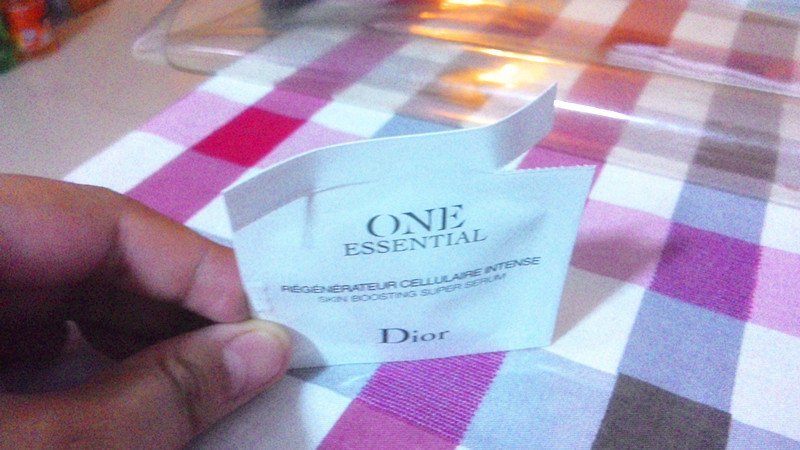 ONE
ESSENTIAL
RÉGÉNÉRATEUR CELLULAIRE INTENSE
SKIN BOOSTING SUPER SERUM
Dior